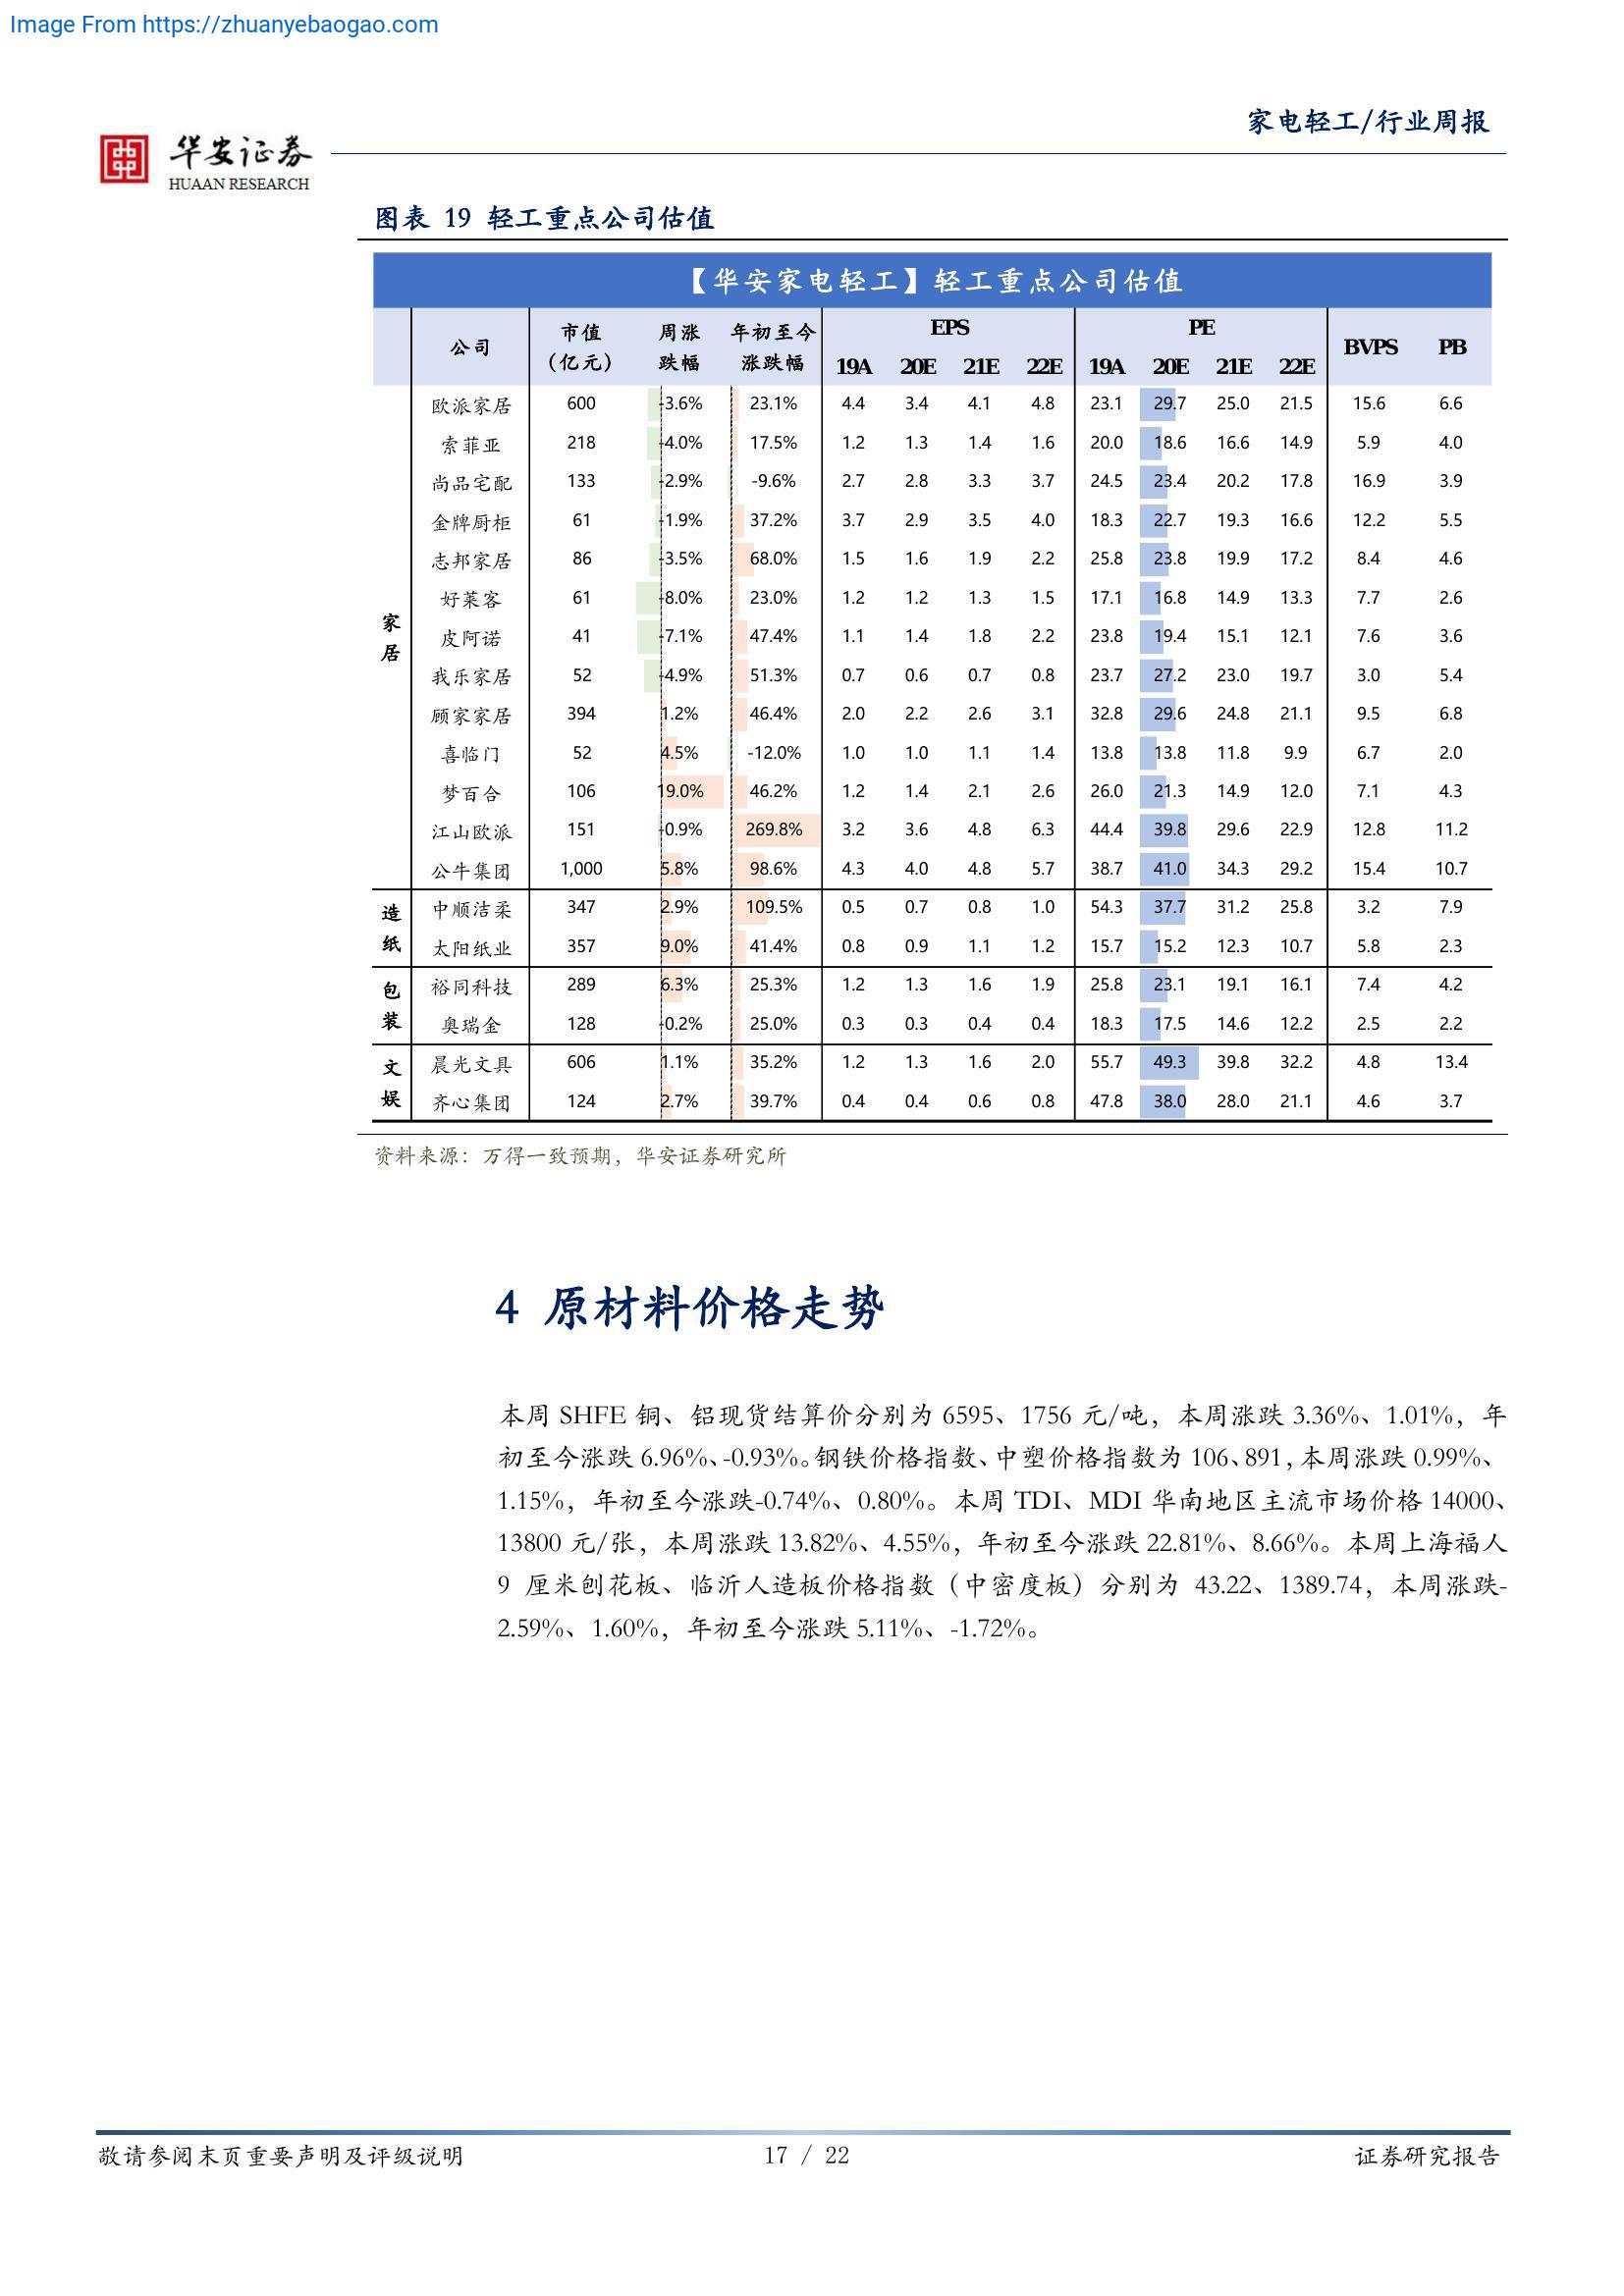 Image From https://zhuanyebaogao.com
家电轻工/行业周报
华安证券
HUAAN RESEARCH
图表 19 轻工重点公司估值
【华安家电轻工】轻工重点公司估值
公司 市值（亿元） 周涨跌幅 年初至今涨跌幅 EPS PE BVPS PB
19A 20E 21E 22E 19A 20E 21E 22E
家居
欧派家居 600 -3.6% 23.1% 4.4 3.4 4.1 4.8 23.1 29.7 25.0 21.5 15.6 6.6
索菲亚 218 -4.0% 17.5% 1.2 1.3 1.4 1.6 20.0 18.6 16.6 14.9 5.9 4.0
尚品宅配 133 -2.9% -9.6% 2.7 2.8 3.3 3.7 24.5 23.4 20.2 17.8 16.9 3.9
金牌厨柜 61 -1.9% 37.2% 3.7 2.9 3.5 4.0 18.3 22.7 19.3 16.6 12.2 5.5
志邦家居 86 -3.5% 68.0% 1.5 1.6 1.9 2.2 25.8 23.8 19.9 17.2 8.4 4.6
好莱客 61 -8.0% 23.0% 1.2 1.2 1.3 1.5 17.1 16.8 14.9 13.3 7.7 2.6
皮阿诺 41 -7.1% 47.4% 1.1 1.4 1.8 2.2 23.8 19.4 15.1 12.1 7.6 3.6
我乐家居 52 -4.9% 51.3% 0.7 0.6 0.7 0.8 23.7 27.2 23.0 19.7 3.0 5.4
顾家家居 394 1.2% 46.4% 2.0 2.2 2.6 3.1 32.8 29.6 24.8 21.1 9.5 6.8
喜临门 52 4.5% -12.0% 1.0 1.0 1.1 1.4 13.8 13.8 11.8 9.9 6.7 2.0
梦百合 106 19.0% 46.2% 1.2 1.4 2.1 2.6 26.0 21.3 14.9 12.0 7.1 4.3
江山欧派 151 -0.9% 269.8% 3.2 3.6 4.8 6.3 44.4 39.8 29.6 22.9 12.8 11.2
公牛集团 1,000 5.8% 98.6% 4.3 4.0 4.8 5.7 38.7 41.0 34.3 29.2 15.4 10.7
造纸
中顺洁柔 347 2.9% 109.5% 0.5 0.7 0.8 1.0 54.3 37.7 31.2 25.8 3.2 7.9
太阳纸业 357 9.0% 41.4% 0.8 0.9 1.1 1.2 15.7 15.2 12.3 10.7 5.8 2.3
包装
裕同科技 289 6.3% 25.3% 1.2 1.3 1.6 1.9 25.8 23.1 19.1 16.1 7.4 4.2
奥瑞金 128 -0.2% 25.0% 0.3 0.3 0.4 0.4 18.3 17.5 14.6 12.2 2.5 2.2
文娱
晨光文具 606 1.1% 35.2% 1.2 1.3 1.6 2.0 55.7 49.3 39.8 32.2 4.8 13.4
齐心集团 124 2.7% 39.7% 0.4 0.4 0.6 0.8 47.8 38.0 28.0 21.1 4.6 3.7
资料来源：万得一致预期，华安证券研究所
4 原材料价格走势
本周 SHFE 铜、铝现货结算价分别为 6595、1756 元/吨，本周涨跌 3.36%、1.01%，年
初至今涨跌 6.96%、-0.93%。钢铁价格指数、中塑价格指数为 106、891，本周涨跌 0.99%、
1.15%，年初至今涨跌-0.74%、0.80%。本周 TDI、MDI 华南地区主流市场价格 14000、
13800 元/张，本周涨跌 13.82%、4.55%，年初至今涨跌 22.81%、8.66%。本周上海福人
9 厘米刨花板、临沂人造板价格指数（中密度板）分别为 43.22、1389.74，本周涨跌-
2.59%、1.60%，年初至今涨跌 5.11%、-1.72%。
敬请参阅末页重要声明及评级说明
17 / 22
证券研究报告